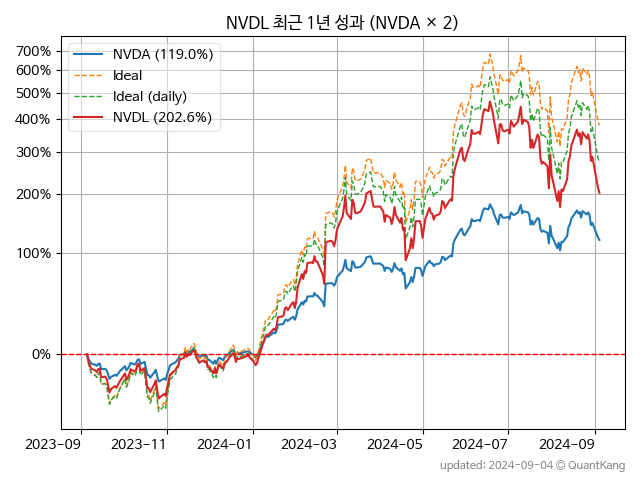 NVDL 최근 1년 성과 (NVDA × 2)
700%
600%
500%
400%
300%
200%
100%
0%
NVDA (119.0%)
Ideal
Ideal (daily)
NVDL (202.6%)
2023-09
2023-11
2024-01
2024-03
2024-05
2024-07
2024-09
updated: 2024-09-04 © QuantKang